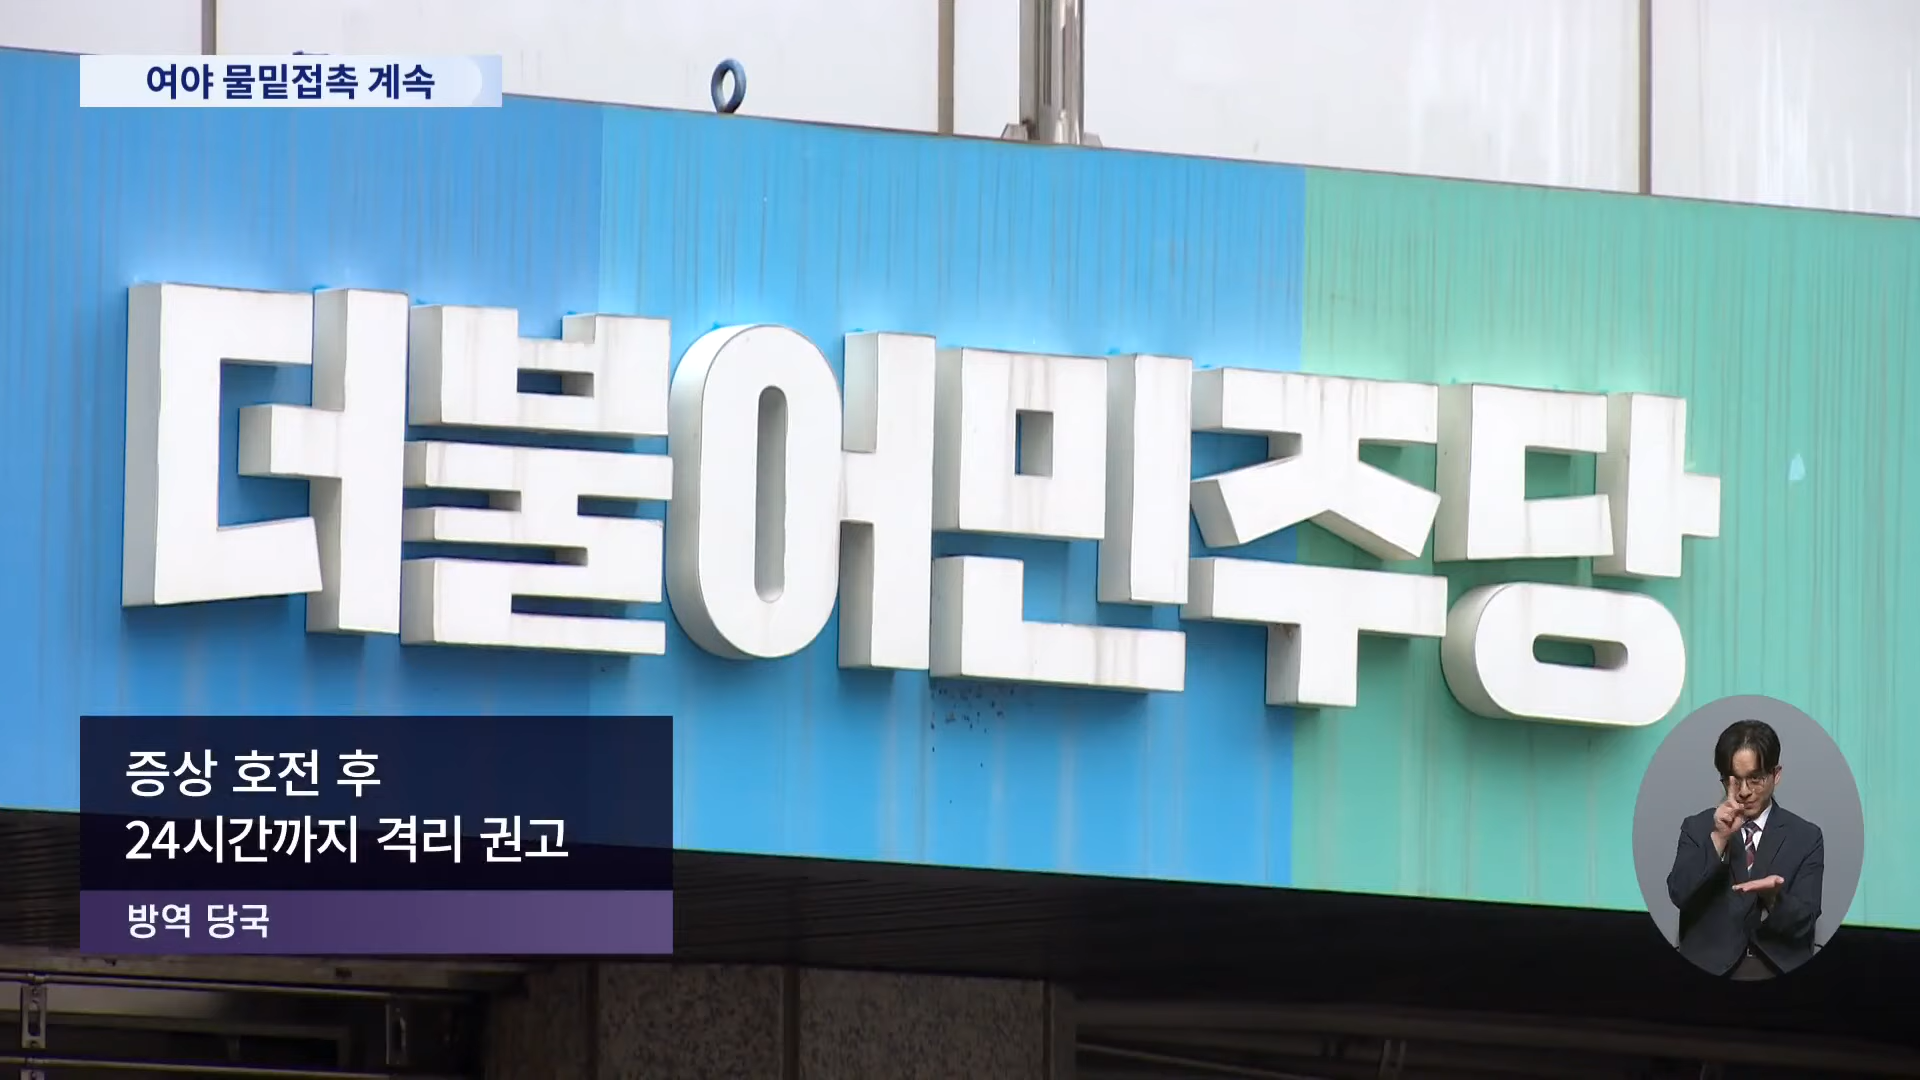 여야 물밑접촉 계속
더불어민주당
증상 호전 후
24시간까지 격리 권고
방역 당국